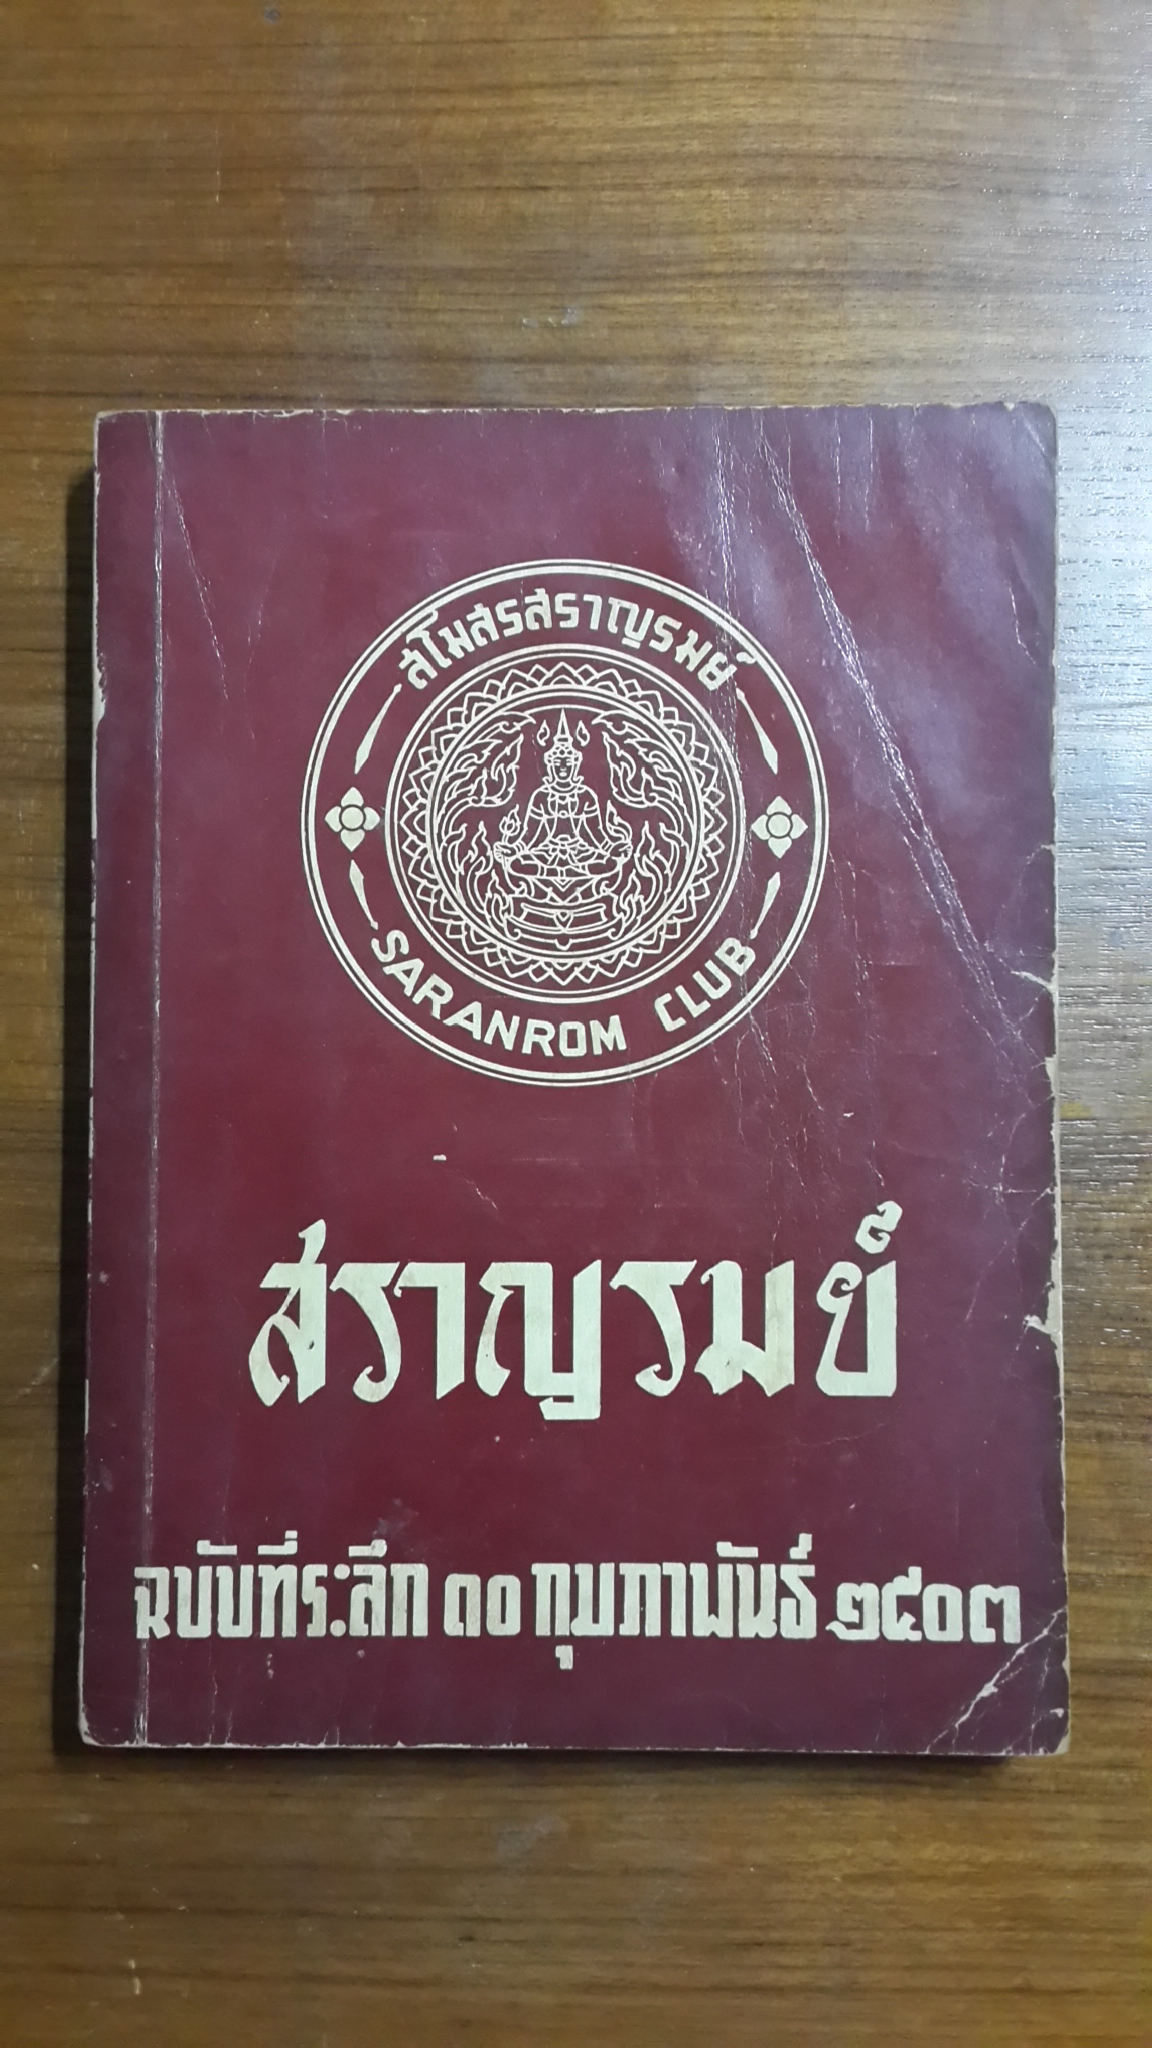 สโมสรสราญรมย์
SARANROM CLUB
สราญรมย์
ฉบับที่ระลึก ๑๐ กุมภาพันธ์ ๒๕๐๓